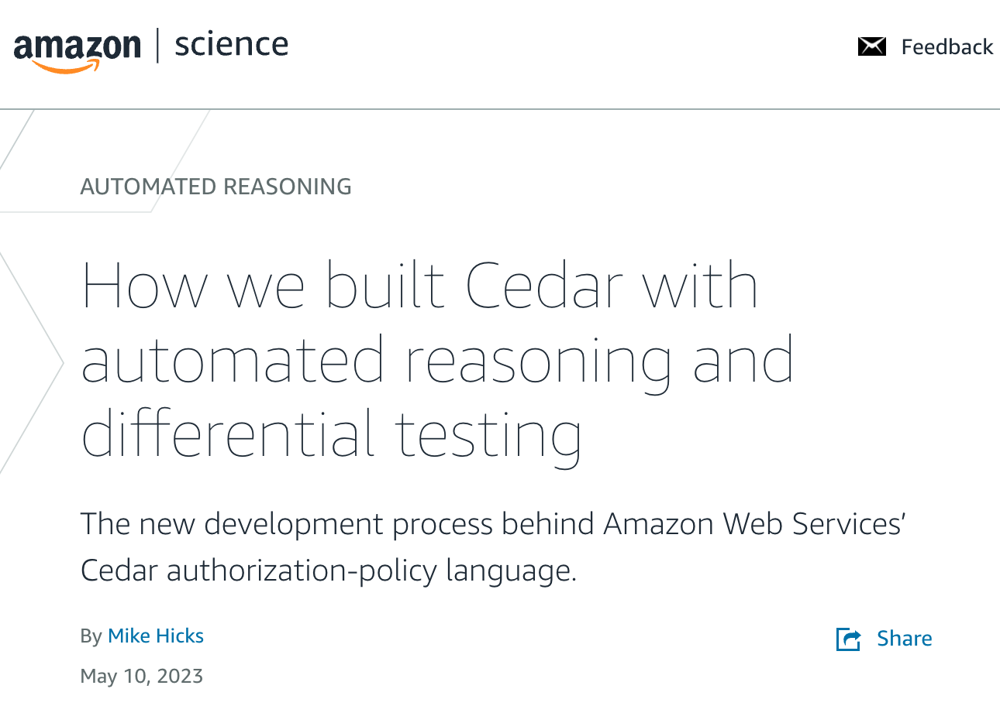 amazon | science
Feedback
AUTOMATED REASONING
How we built Cedar with
automated reasoning and
differential testing
The new development process behind Amazon Web Services’
Cedar authorization-policy language.
By Mike Hicks
Share
May 10, 2023